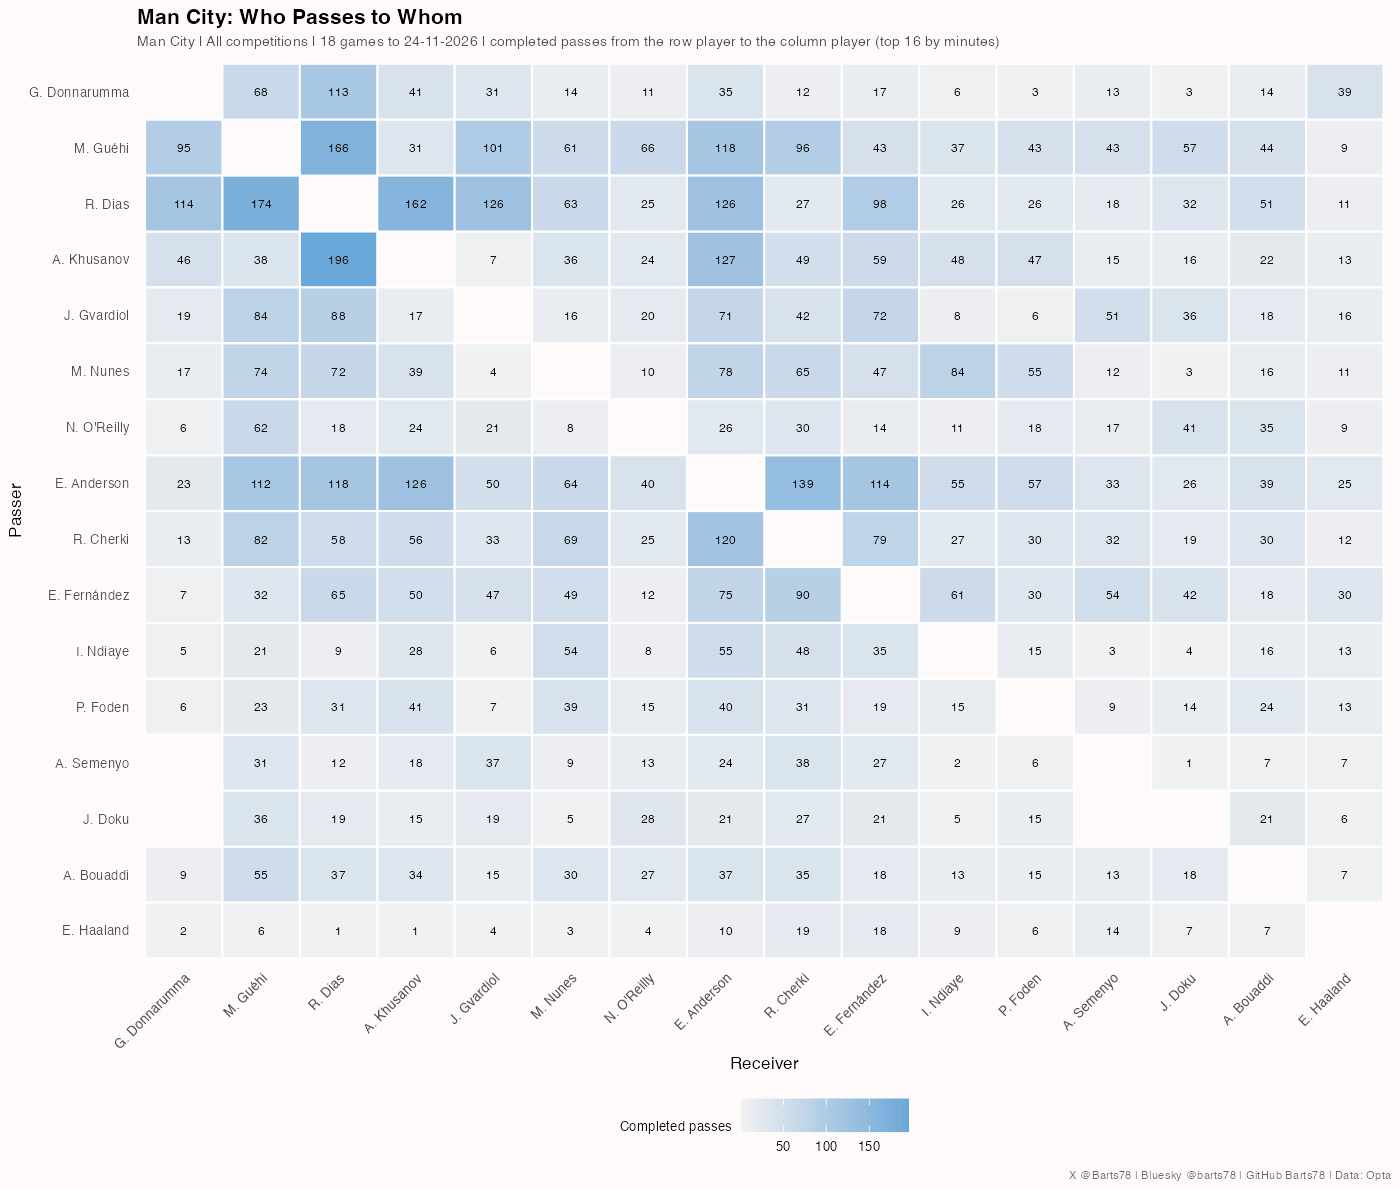 Man City: Who Passes to Whom
Man City | All competitions | 18 games to 24-11-2026 | completed passes from the row player to the column player (top 16 by minutes)
G. Donnarumma 68 113 41 31 14 11 35 12 17 6 3 13 3 14 39
M. Guéhi 95 166 31 101 61 66 118 96 43 37 43 43 57 44 9
R. Dias 114 174 162 126 63 25 126 27 98 26 26 18 32 51 11
A. Khusanov 46 38 196 7 36 24 127 49 59 48 47 15 16 22 13
J. Gvardiol 19 84 88 17 16 20 71 42 72 8 6 51 36 18 16
M. Nunes 17 74 72 39 4 10 78 65 47 84 55 12 3 16 11
N. O'Reilly 6 62 18 24 21 8 26 30 14 11 18 17 41 35 9
E. Anderson 23 112 118 126 50 64 40 139 114 55 57 33 26 39 25
R. Cherki 13 82 58 56 33 69 25 120 79 27 30 32 19 30 12
E. Fernández 7 32 65 50 47 49 12 75 90 61 30 54 42 18 30
I. Ndiaye 5 21 9 28 6 54 8 55 48 35 15 3 4 16 13
P. Foden 6 23 31 41 7 39 15 40 31 19 15 9 14 24 13
A. Semenyo 31 12 18 37 9 13 24 38 27 2 6 1 7 7
J. Doku 36 19 15 19 5 28 21 27 21 5 15 21 6
A. Bouaddi 9 55 37 34 15 30 27 37 35 18 13 15 13 18 7
E. Haaland 2 6 1 1 4 3 4 10 19 18 9 6 14 7 7
Passer
G. Donnarumma M. Guéhi R. Dias A. Khusanov J. Gvardiol M. Nunes N. O'Reilly E. Anderson R. Cherki E. Fernández I. Ndiaye P. Foden A. Semenyo J. Doku A. Bouaddi E. Haaland
Receiver
Completed passes
50 100 150
X @Barts78 | Bluesky @barts78 | GitHub Barts78 | Data: Opta